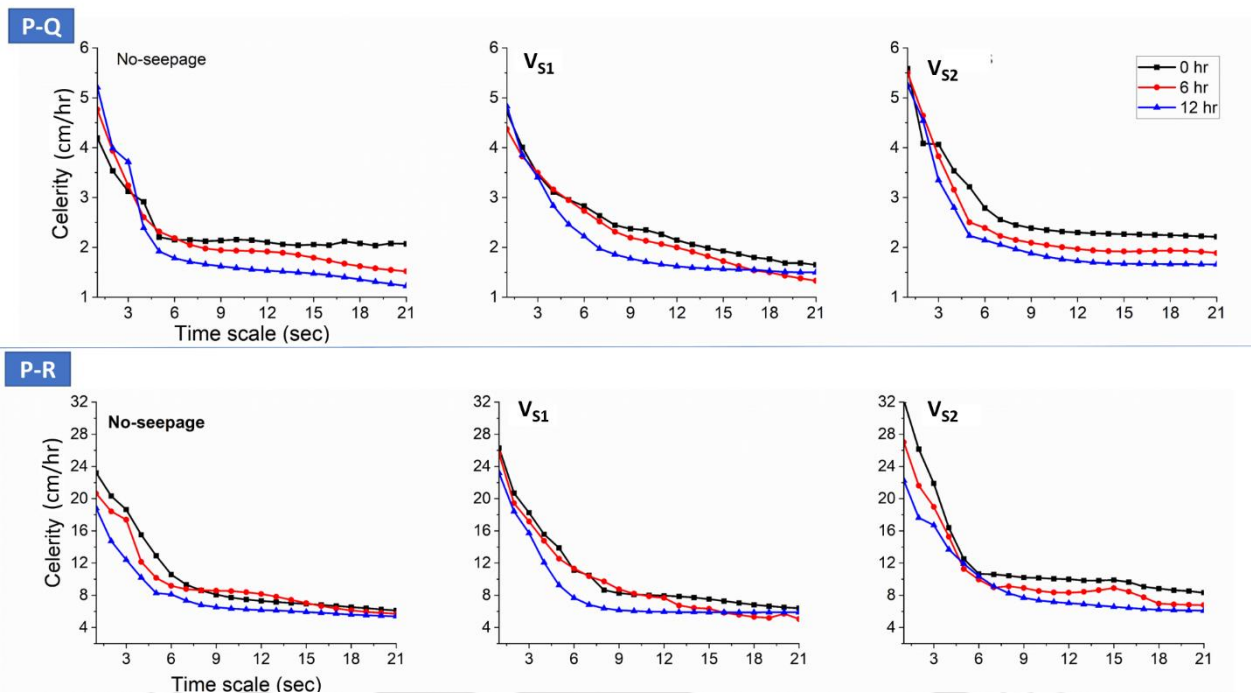 P-Q
No-seepage
V_S1
V_S2
0 hr
6 hr
12 hr
Celerity (cm/hr)
6 5 4 3 2 1
3 6 9 12 15 18 21
6 5 4 3 2 1
3 6 9 12 15 18 21
6 5 4 3 2 1
3 6 9 12 15 18 21
Time scale (sec)
P-R
No-seepage
V_S1
V_S2
Celerity (cm/hr)
32 28 24 20 16 12 8 4
3 6 9 12 15 18 21
32 28 24 20 16 12 8 4
3 6 9 12 15 18 21
32 28 24 20 16 12 8 4
3 6 9 12 15 18 21
Time scale (sec)